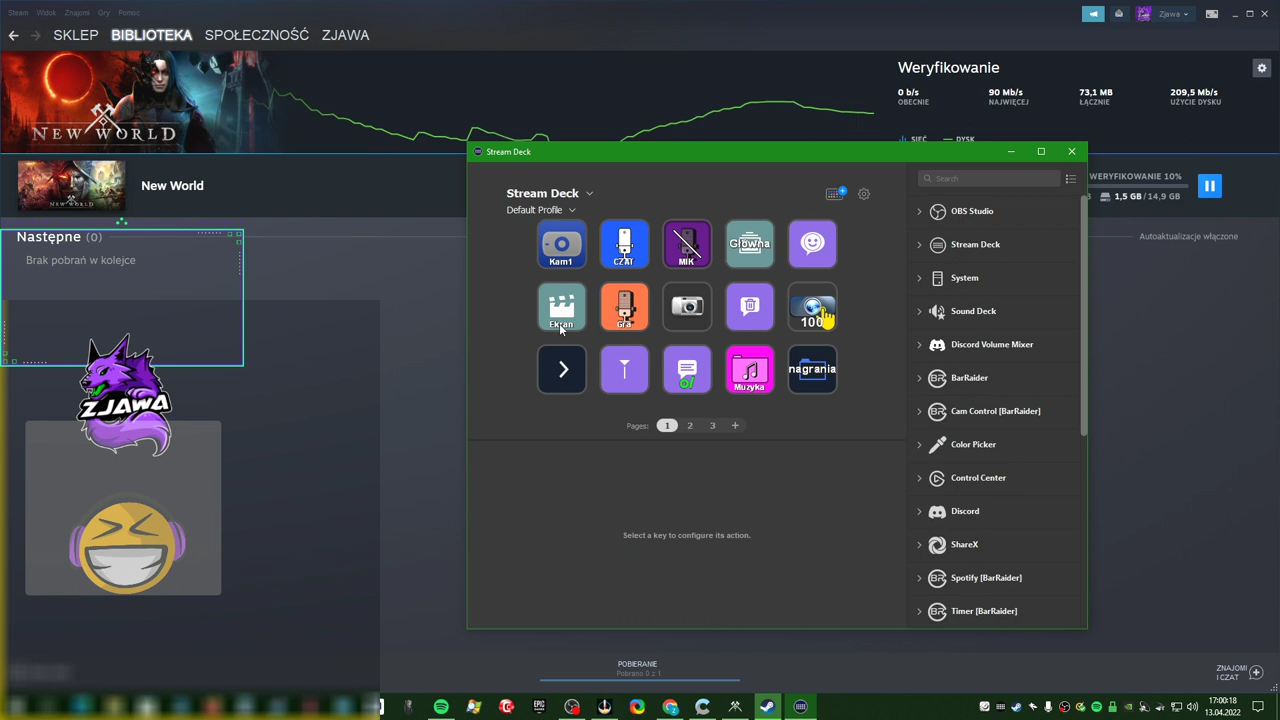 Steam Widok Znajomi Gry Pomoc
Zjawa
SKLEP BIBLIOTEKA SPOŁECZNOŚĆ ZJAWA
NEW WORLD
Weryfikowanie
0 b/s 90 Mb/s 73,1 MB 209,5 Mb/s
OBECNIE NAJWIĘCEJ ŁĄCZNIE UŻYCIE DYSKU
SIEĆ DYSK
New World
WERYFIKOWANIE 10%
1,5 GB / 14,9 GB
Następne (0)
Autoaktualizacje włączone
Brak pobrań w kolejce
ZJAWA
Stream Deck
Stream Deck
Default Profile
Kam1 CZAT MIK Główna
Ekran Gra 100
Muzyka nagrania
Pages: 1 2 3 +
Select a key to configure its action.
Search
OBS Studio
Stream Deck
System
Sound Deck
Discord Volume Mixer
BarRaider
Cam Control [BarRaider]
Color Picker
Control Center
Discord
ShareX
Spotify [BarRaider]
Timer [BarRaider]
POBIERANIE
Pobrano 0 z 1
ZNAJOMI
I CZAT
EPIC
17:00:18
13.04.2022